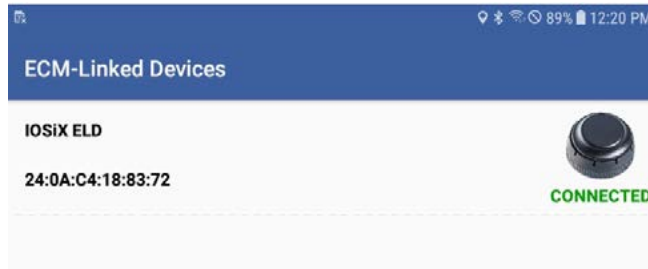 89% 12:20 PM
ECM-Linked Devices
IOSiX ELD
24:0A:C4:18:83:72
CONNECTED